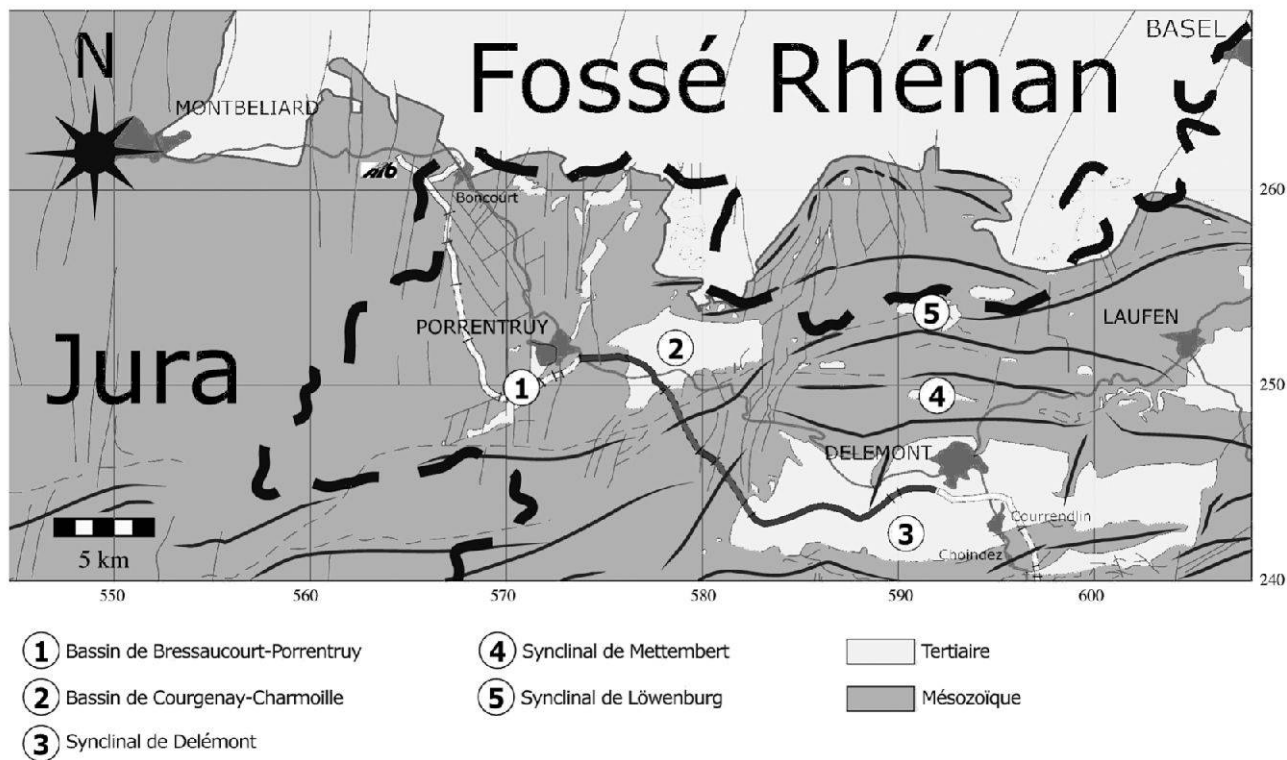 BASEL
N
Fossé Rhénan
MONTBELIARD
A16
Boncourt
260
PORRENTRUY
5
LAUFEN
2
Jura
1
250
4
DELEMONT
Courrendlin
3
Choindez
5 km
240
550
560
570
580
590
600
1 Bassin de Bressaucourt-Porrentruy
4 Synclinal de Mettembert
Tertiaire
2 Bassin de Courgenay-Charmoille
5 Synclinal de Löwenburg
Mésozoïque
3 Synclinal de Delémont